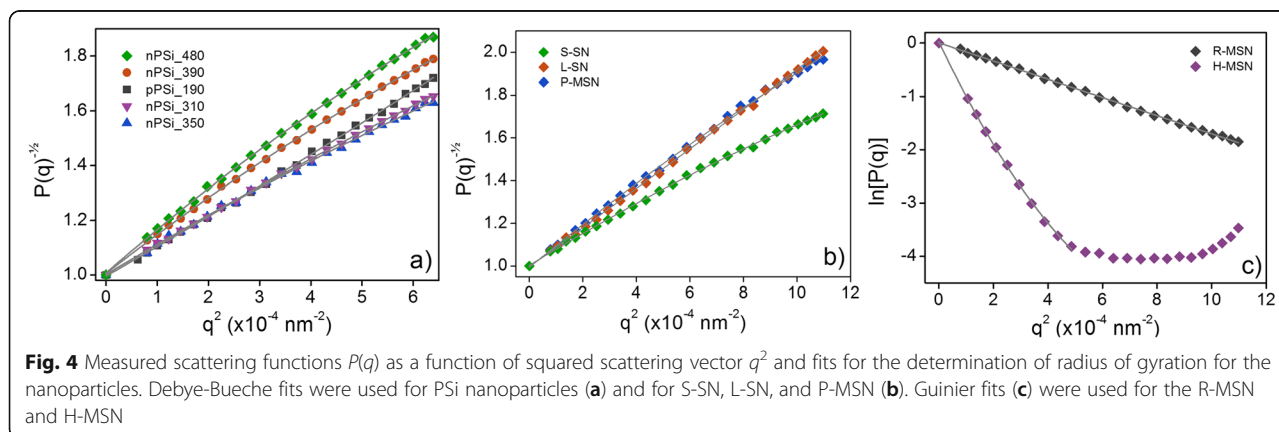 nPSi_480
nPSi_390
pPSi_190
nPSi_310
nPSi_350
1.8
1.6
1.4
1.2
1.0
P(q)^-½
0 1 2 3 4 5 6
q² (x10⁻⁴ nm⁻²)
a)
S-SN
L-SN
P-MSN
2.0
1.8
1.6
1.4
1.2
1.0
P(q)^-½
0 2 4 6 8 10 12
q² (x10⁻⁴ nm⁻²)
b)
R-MSN
H-MSN
0
-1
-2
-3
-4
ln[P(q)]
0 2 4 6 8 10 12
q² (x10⁻⁴ nm⁻²)
c)
Fig. 4 Measured scattering functions P(q) as a function of squared scattering vector q² and fits for the determination of radius of gyration for the
nanoparticles. Debye-Bueche fits were used for PSi nanoparticles (a) and for S-SN, L-SN, and P-MSN (b). Guinier fits (c) were used for the R-MSN
and H-MSN